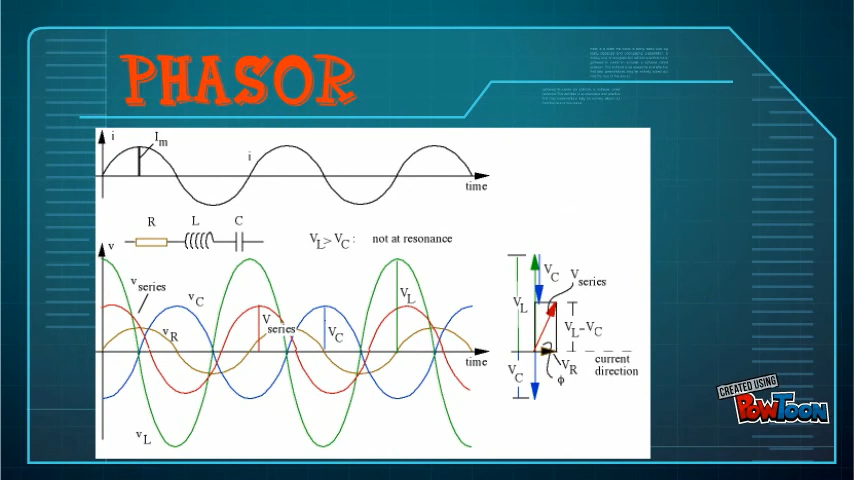 PHASOR
i
Im
i
time
R
L
C
VL> VC : not at resonance
v
vseries
vC
vR
Vseries
VC
VL
time
vL
VC
Vseries
VL
VL-VC
VC
VR
ϕ
current
direction
CREATED USING
POWTOON